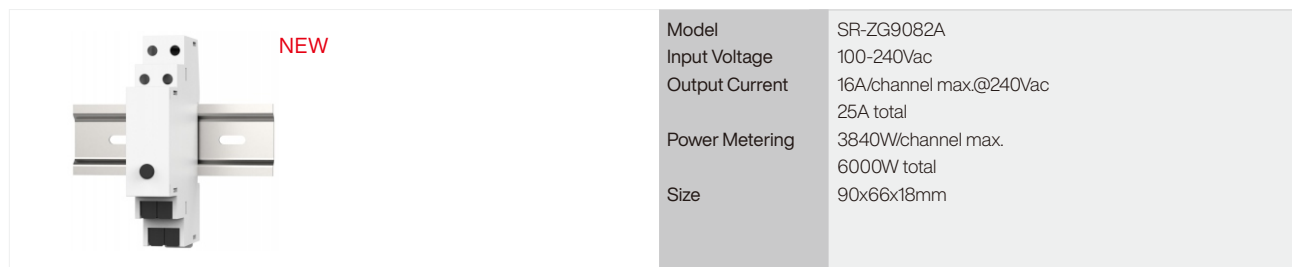 NEW
Model SR-ZG9082A
Input Voltage 100-240Vac
Output Current 16A/channel max.@240Vac
25A total
Power Metering 3840W/channel max.
6000W total
Size 90x66x18mm